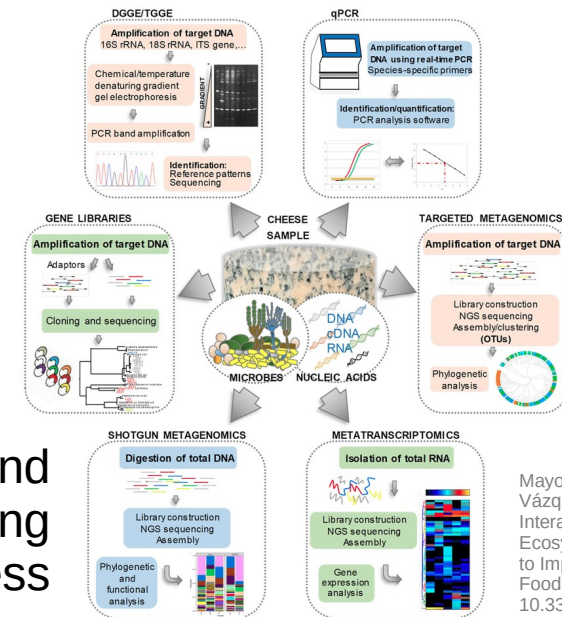 DGGE/TGGE
Amplification of target DNA
16S rRNA, 18S rRNA, ITS gene,...
Chemical/temperature
denaturing gradient
gel electrophoresis
GRADIENT
-
+
PCR band amplification
Identification:
Reference patterns
Sequencing
qPCR
Amplification of target
DNA using real-time PCR
Species-specific primers
Identification/quantification:
PCR analysis software
GENE LIBRARIES
Amplification of target DNA
Adaptors
Cloning and sequencing
CHEESE
SAMPLE
DNA
cDNA
RNA
MICROBES
NUCLEIC ACIDS
TARGETED METAGENOMICS
Amplification of target DNA
Library construction
NGS sequencing
Assembly/clustering
(OTUs)
Phylogenetic
analysis
SHOTGUN METAGENOMICS
Digestion of total DNA
Library construction
NGS sequencing
Assembly
Phylogenetic
and
functional
analysis
METATRANSCRIPTOMICS
Isolation of total RNA
Library construction
NGS sequencing
Assembly
Gene
expression
analysis
nd
ng
ess
Mayo
Vázq
Intera
Ecosy
to Im
Food
10.33